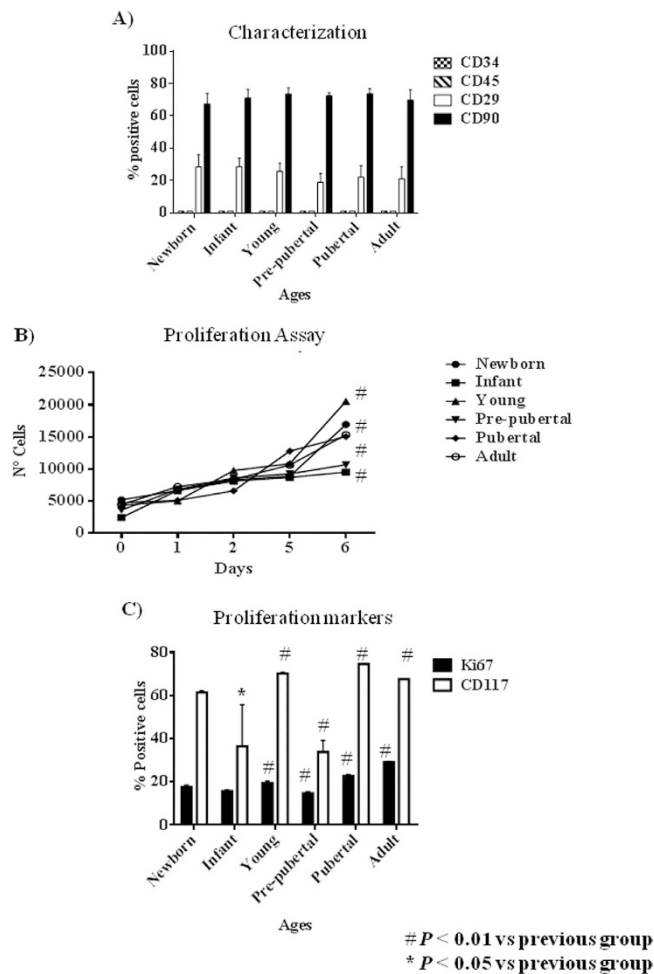 A)
Characterization
CD34
CD45
CD29
CD90
% positive cells
100
80
60
40
20
0
Newborn
Infant
Young
Pre-pubertal
Pubertal
Adult
Ages
B)
Proliferation Assay
Newborn
Infant
Young
Pre-pubertal
Pubertal
Adult
N° Cells
25000
20000
15000
10000
5000
0
#
#
#
#
0 1 2 5 6
Days
C)
Proliferation markers
Ki67
CD117
% Positive cells
80
60
40
20
0
*
#
#
#
#
#
#
#
#
Newborn
Infant
Young
Pre-pubertal
Pubertal
Adult
Ages
# P < 0.01 vs previous group
* P < 0.05 vs previous group